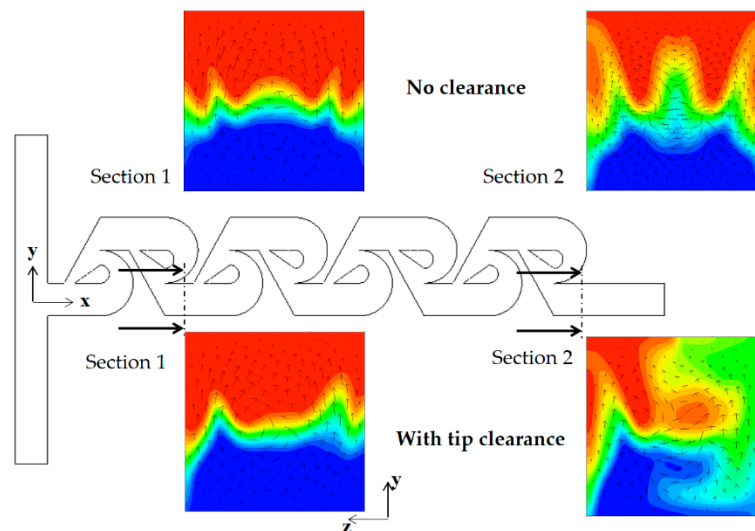 No clearance
Section 1
Section 2
y
x
Section 1
Section 2
With tip clearance
y
z